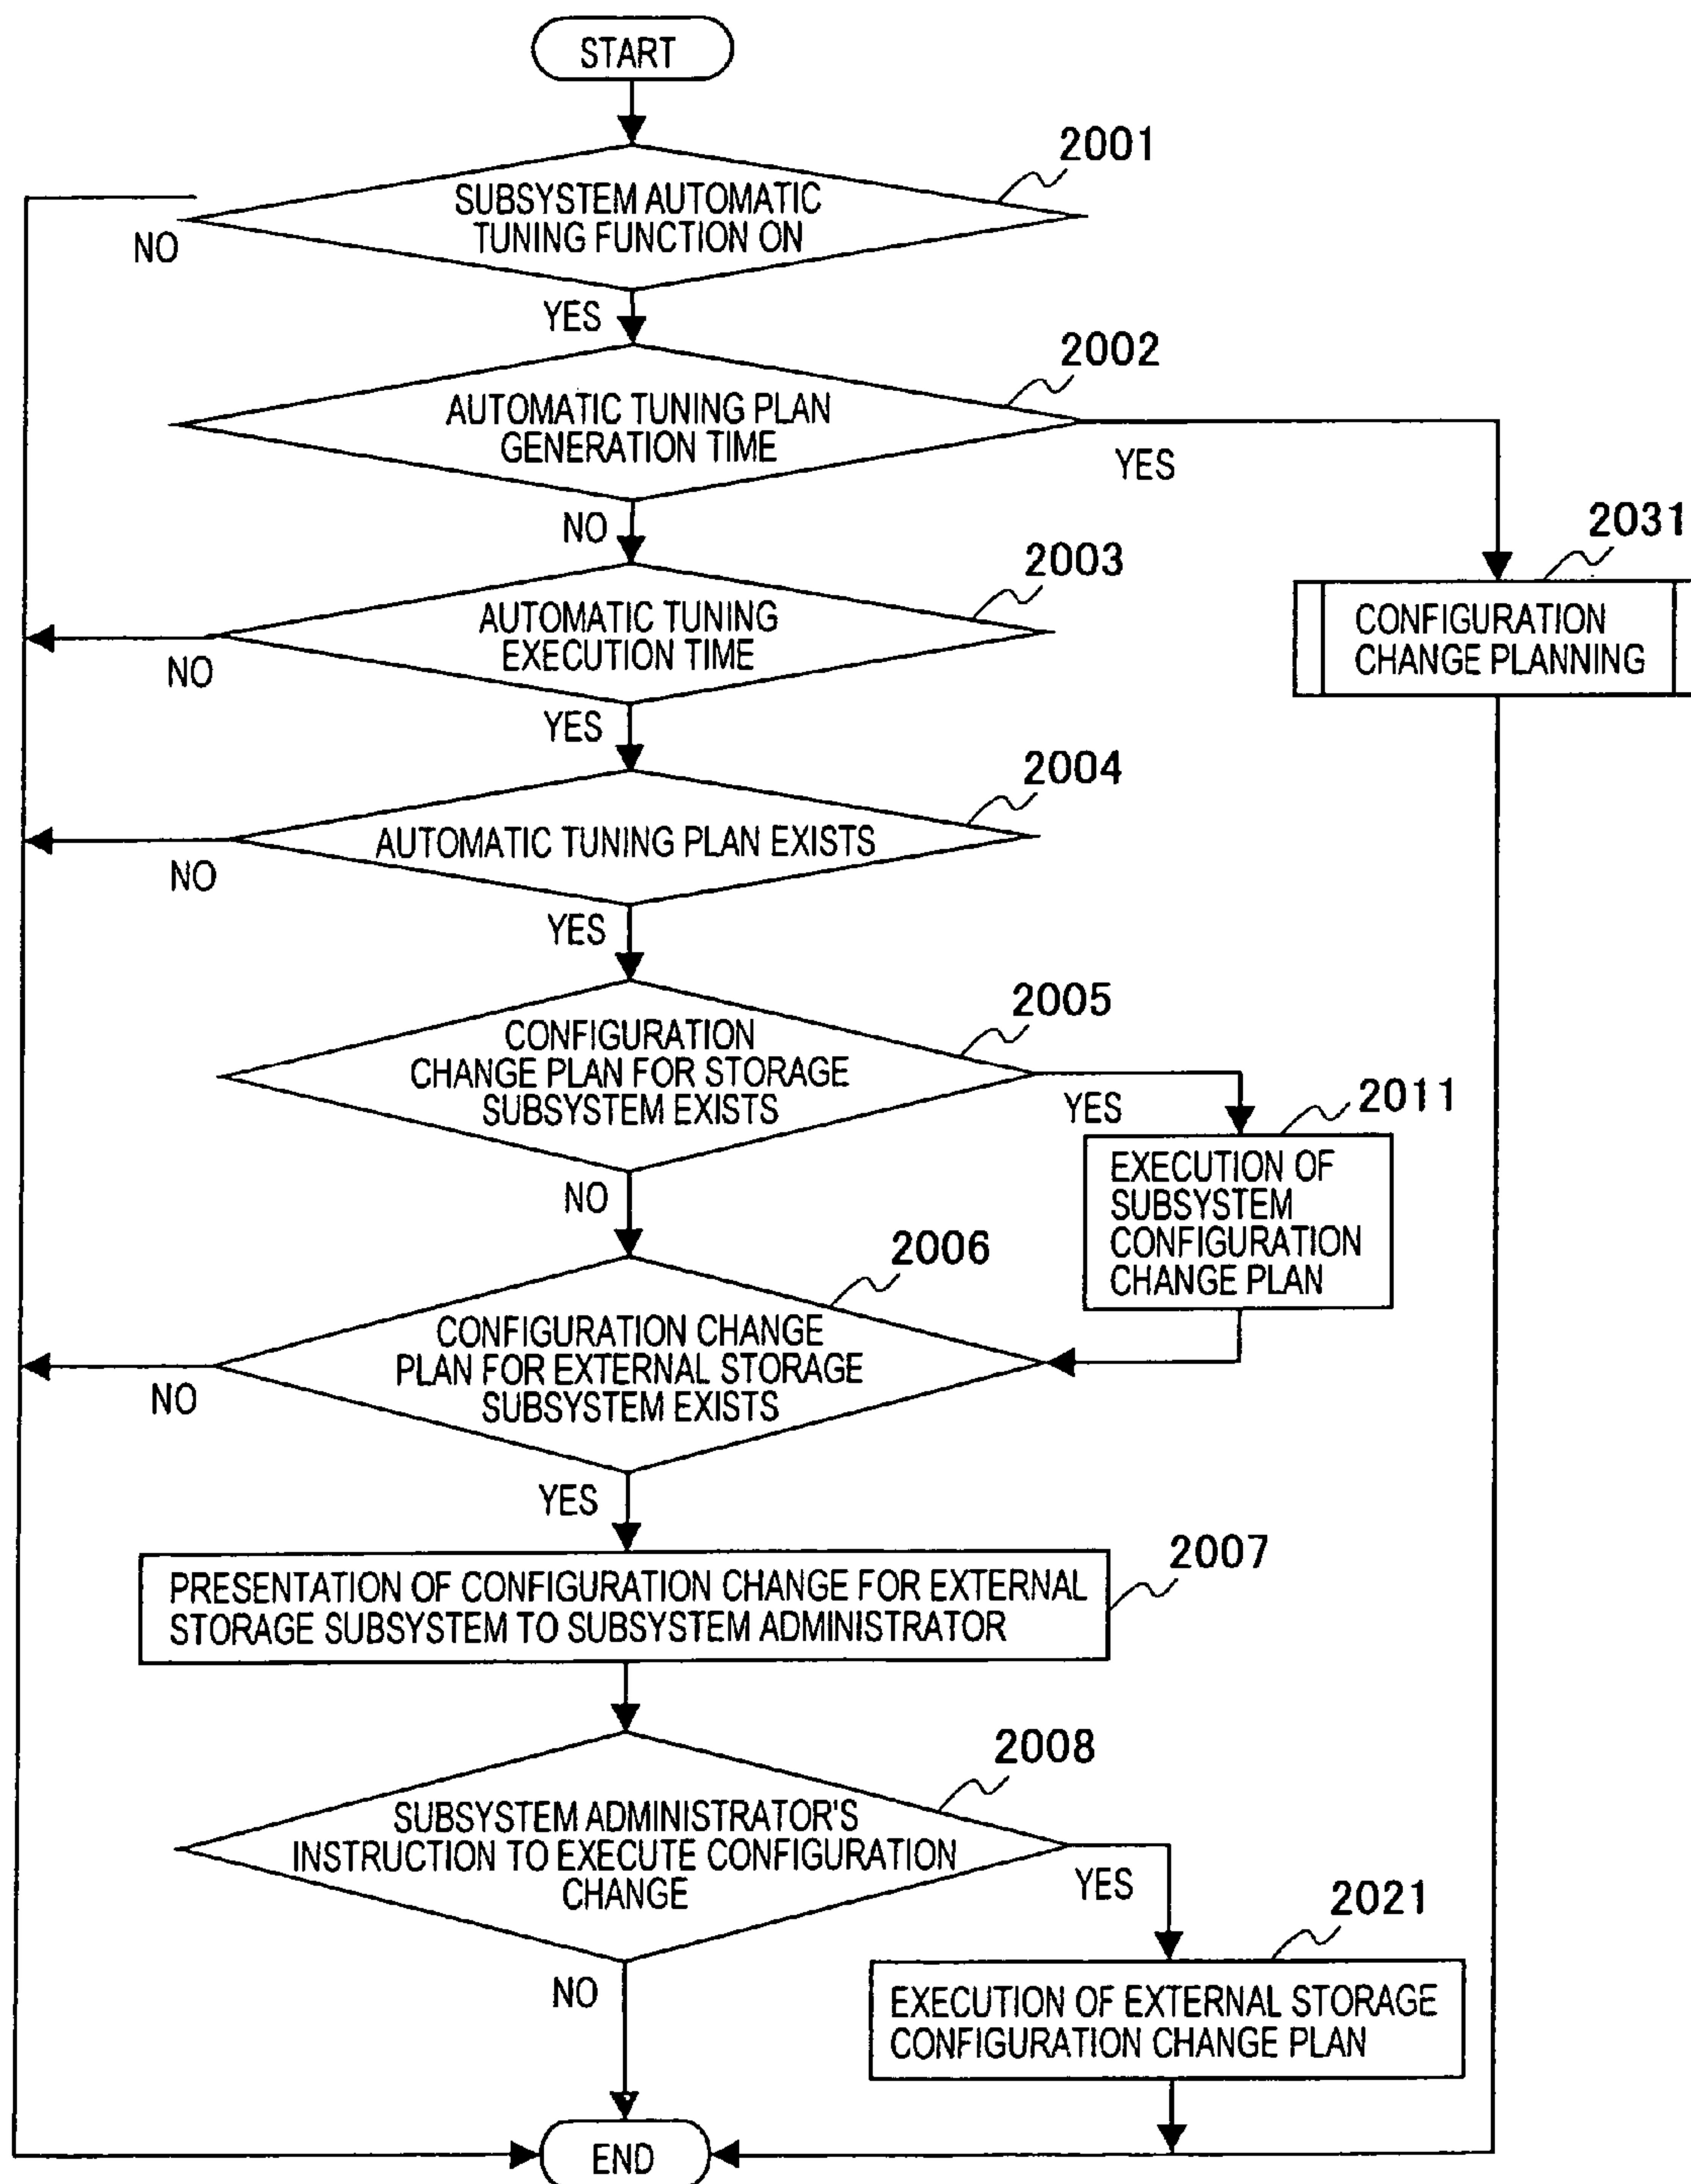 START
2001
SUBSYSTEM AUTOMATIC
TUNING FUNCTION ON
NO
YES
2002
AUTOMATIC TUNING PLAN
GENERATION TIME
YES
NO
2031
CONFIGURATION
CHANGE PLANNING
2003
AUTOMATIC TUNING
EXECUTION TIME
NO
YES
2004
AUTOMATIC TUNING PLAN EXISTS
NO
YES
2005
CONFIGURATION
CHANGE PLAN FOR STORAGE
SUBSYSTEM EXISTS
YES
2011
EXECUTION OF
SUBSYSTEM
CONFIGURATION
CHANGE PLAN
NO
2006
CONFIGURATION CHANGE
PLAN FOR EXTERNAL STORAGE
SUBSYSTEM EXISTS
NO
YES
2007
PRESENTATION OF CONFIGURATION CHANGE FOR EXTERNAL
STORAGE SUBSYSTEM TO SUBSYSTEM ADMINISTRATOR
2008
SUBSYSTEM ADMINISTRATOR'S
INSTRUCTION TO EXECUTE CONFIGURATION
CHANGE
YES
2021
NO
EXECUTION OF EXTERNAL STORAGE
CONFIGURATION CHANGE PLAN
END